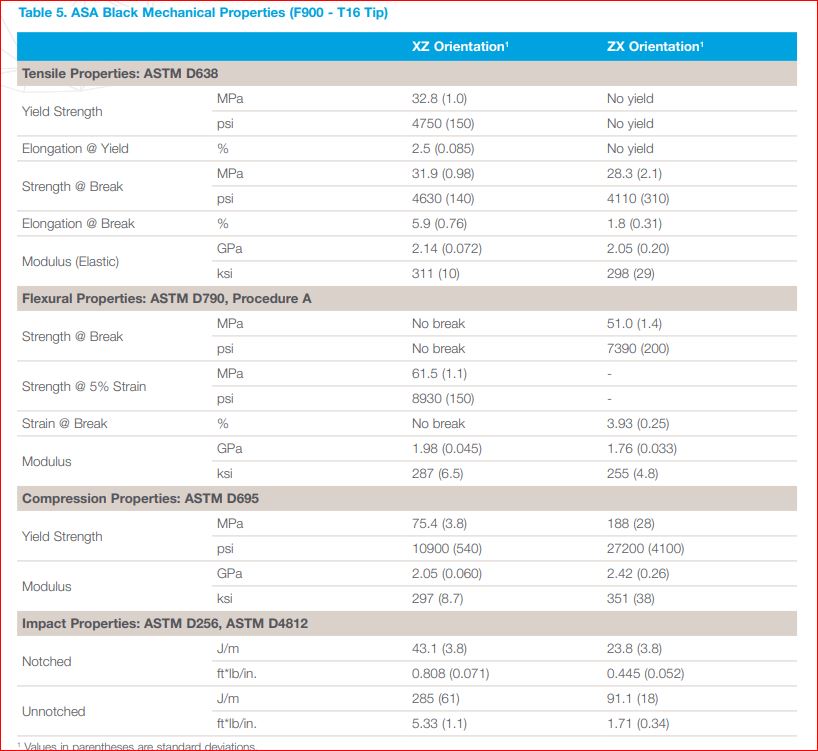 Table 5. ASA Black Mechanical Properties (F900 - T16 Tip)
XZ Orientation¹ ZX Orientation¹
Tensile Properties: ASTM D638
Yield Strength MPa 32.8 (1.0) No yield
psi 4750 (150) No yield
Elongation @ Yield % 2.5 (0.085) No yield
Strength @ Break MPa 31.9 (0.98) 28.3 (2.1)
psi 4630 (140) 4110 (310)
Elongation @ Break % 5.9 (0.76) 1.8 (0.31)
Modulus (Elastic) GPa 2.14 (0.072) 2.05 (0.20)
ksi 311 (10) 298 (29)
Flexural Properties: ASTM D790, Procedure A
Strength @ Break MPa No break 51.0 (1.4)
psi No break 7390 (200)
Strength @ 5% Strain MPa 61.5 (1.1) -
psi 8930 (150) -
Strain @ Break % No break 3.93 (0.25)
Modulus GPa 1.98 (0.045) 1.76 (0.033)
ksi 287 (6.5) 255 (4.8)
Compression Properties: ASTM D695
Yield Strength MPa 75.4 (3.8) 188 (28)
psi 10900 (540) 27200 (4100)
Modulus GPa 2.05 (0.060) 2.42 (0.26)
ksi 297 (8.7) 351 (38)
Impact Properties: ASTM D256, ASTM D4812
Notched J/m 43.1 (3.8) 23.8 (3.8)
ft*lb/in. 0.808 (0.071) 0.445 (0.052)
Unnotched J/m 285 (61) 91.1 (18)
ft*lb/in. 5.33 (1.1) 1.71 (0.34)
¹ Values in parentheses are standard deviations.